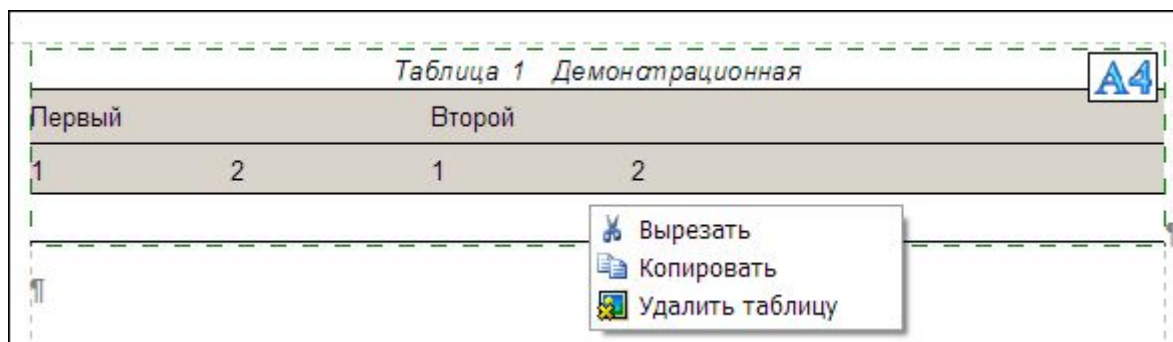 Таблица 1 Демонстрационная
A4
Первый Второй
1 2 1 2
Вырезать
¶
Копировать
¶
Удалить таблицу